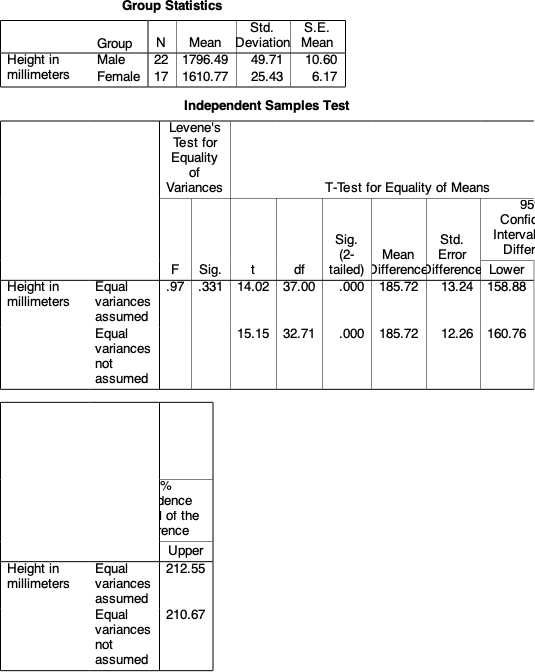 Group Statistics
Std. S.E.
Group N Mean Deviation Mean
Height in Male 22 1796.49 49.71 10.60
millimeters Female 17 1610.77 25.43 6.17
Independent Samples Test
Levene's
Test for
Equality
of
Variances T-Test for Equality of Means
95
Confid
Sig. Std. Interval
(2- Mean Error Differ
F Sig. t df tailed) Difference Difference Lower
Height in Equal .97 .331 14.02 37.00 .000 185.72 13.24 158.88
millimeters variances
assumed
Equal 15.15 32.71 .000 185.72 12.26 160.76
variances
not
assumed
%
dence
l of the
rence
Upper
Height in Equal 212.55
millimeters variances
assumed
Equal 210.67
variances
not
assumed